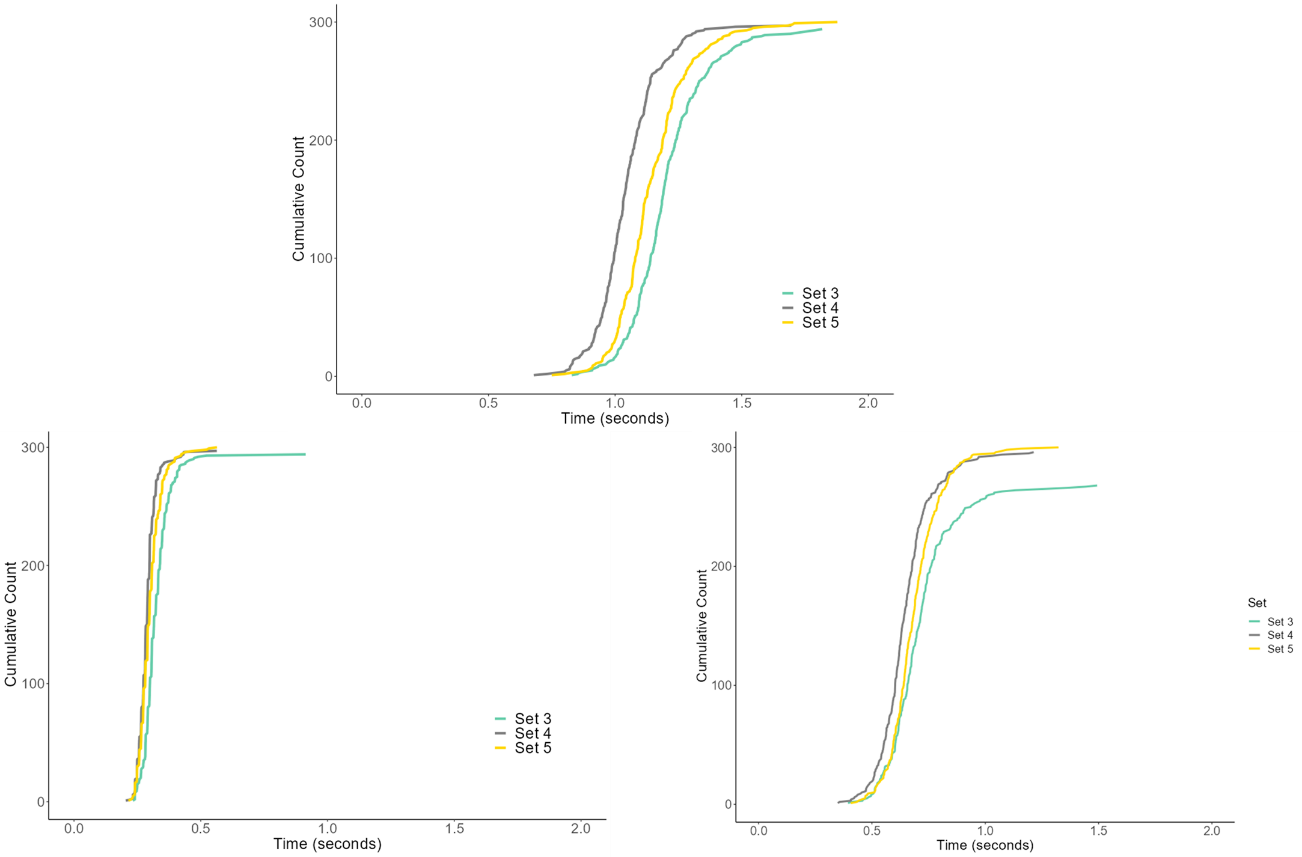 Cumulative Count
300
200
100
0
0.0 0.5 1.0 1.5 2.0
Time (seconds)
Set 3
Set 4
Set 5
Cumulative Count
300
200
100
0
0.0 0.5 1.0 1.5 2.0
Time (seconds)
Set 3
Set 4
Set 5
Cumulative Count
300
200
100
0
0.0 0.5 1.0 1.5 2.0
Time (seconds)
Set
Set 3
Set 4
Set 5